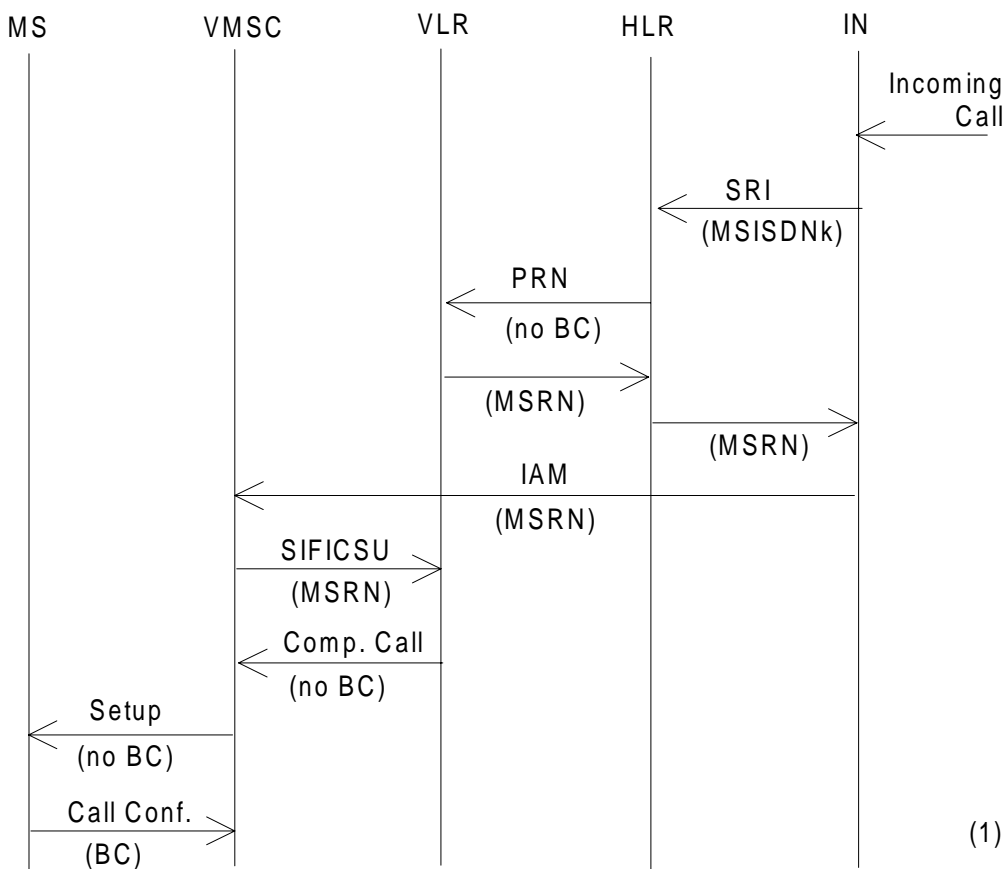 MS VMSC VLR HLR IN
Incoming
Call
SRI
(MSISDNk)
PRN
(no BC)
(MSRN)
(MSRN)
IAM
(MSRN)
SIFICSU
(MSRN)
Comp. Call
(no BC)
Setup
(no BC)
Call Conf.
(BC)
(1)